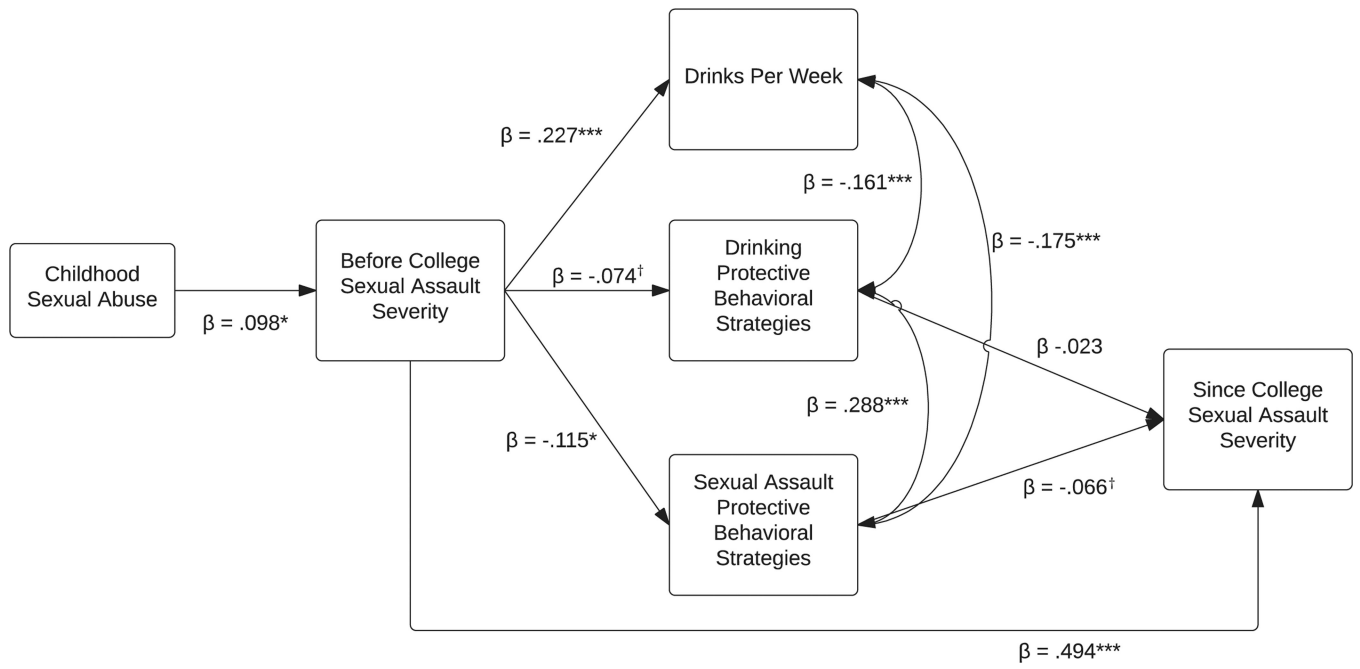 Drinks Per Week
β = .227***
β = -.161***
β = -.175***
Childhood
Sexual Abuse
β = .098*
Before College
Sexual Assault
Severity
β = -.074†
Drinking
Protective
Behavioral
Strategies
β -.023
β = .288***
β = -.115*
Since College
Sexual Assault
Severity
Sexual Assault
Protective
Behavioral
Strategies
β = -.066†
β = .494***